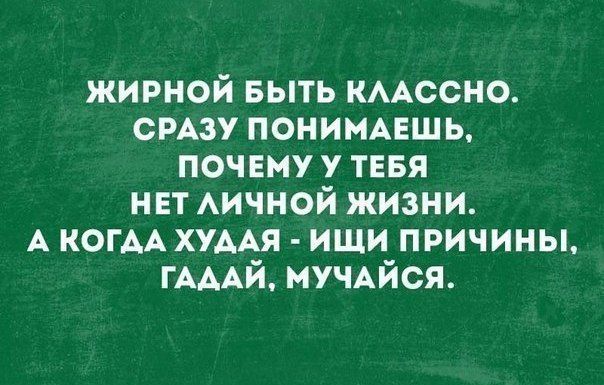 ЖИРНОЙ БЫТЬ КЛАССНО.
СРАЗУ ПОНИМАЕШЬ,
ПОЧЕМУ У ТЕБЯ
НЕТ ЛИЧНОЙ ЖИЗНИ.
А КОГДА ХУДАЯ - ИЩИ ПРИЧИНЫ,
ГАДАЙ, МУЧАЙСЯ.